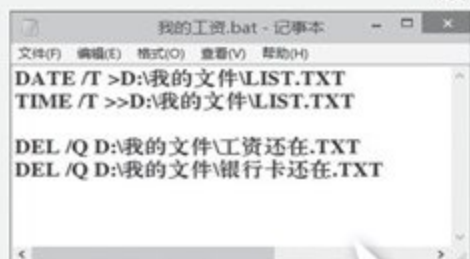 我的工资.bat - 记事本
文件(F) 编辑(E) 格式(O) 查看(V) 帮助(H)
DATE /T >D:\我的文件\LIST.TXT
TIME /T >>D:\我的文件\LIST.TXT
DEL /Q D:\我的文件\工资还在.TXT
DEL /Q D:\我的文件\银行卡还在.TXT